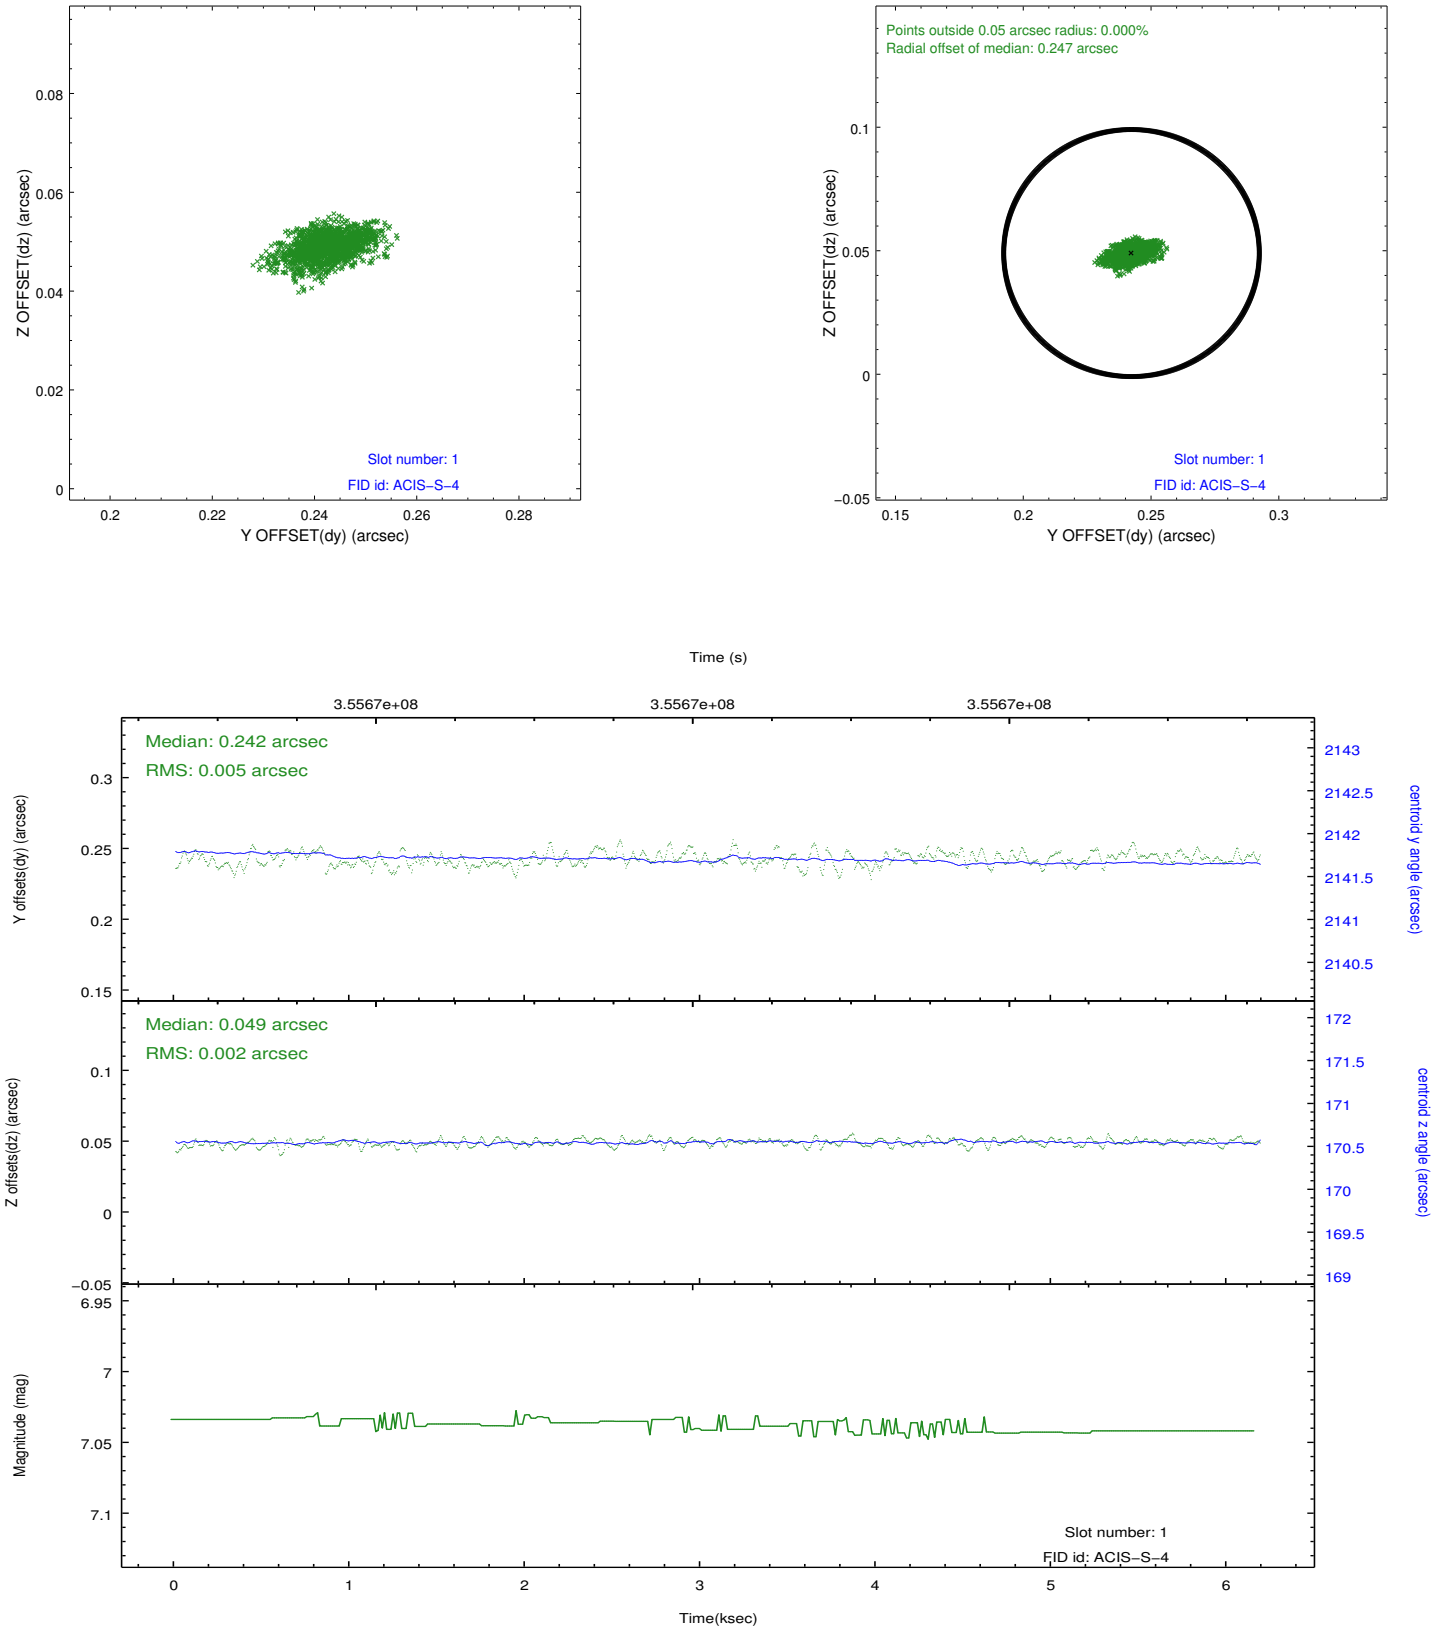 0.08
0.06
0.04
0.02
0
Z OFFSET(dz) (arcsec)
Slot number: 1
FID id: ACIS−S−4
0.2 0.22 0.24 0.26 0.28
Y OFFSET(dy) (arcsec)
Points outside 0.05 arcsec radius: 0.000%
Radial offset of median: 0.247 arcsec
0.1
0.05
0
−0.05
Z OFFSET(dz) (arcsec)
Slot number: 1
FID id: ACIS−S−4
0.15 0.2 0.25 0.3
Y OFFSET(dy) (arcsec)
Time (s)
3.5567e+08 3.5567e+08 3.5567e+08
Median: 0.242 arcsec
RMS: 0.005 arcsec
0.3
0.25
0.2
0.15
Y offsets(dy) (arcsec)
2143
2142.5
2142
2141.5
2141
2140.5
centroid y angle (arcsec)
Median: 0.049 arcsec
RMS: 0.002 arcsec
0.1
0.05
0
−0.05
Z offsets(dz) (arcsec)
172
171.5
171
170.5
170
169.5
169
centroid z angle (arcsec)
6.95
7
7.05
7.1
Magnitude (mag)
Slot number: 1
FID id: ACIS−S−4
0 1 2 3 4 5 6
Time(ksec)